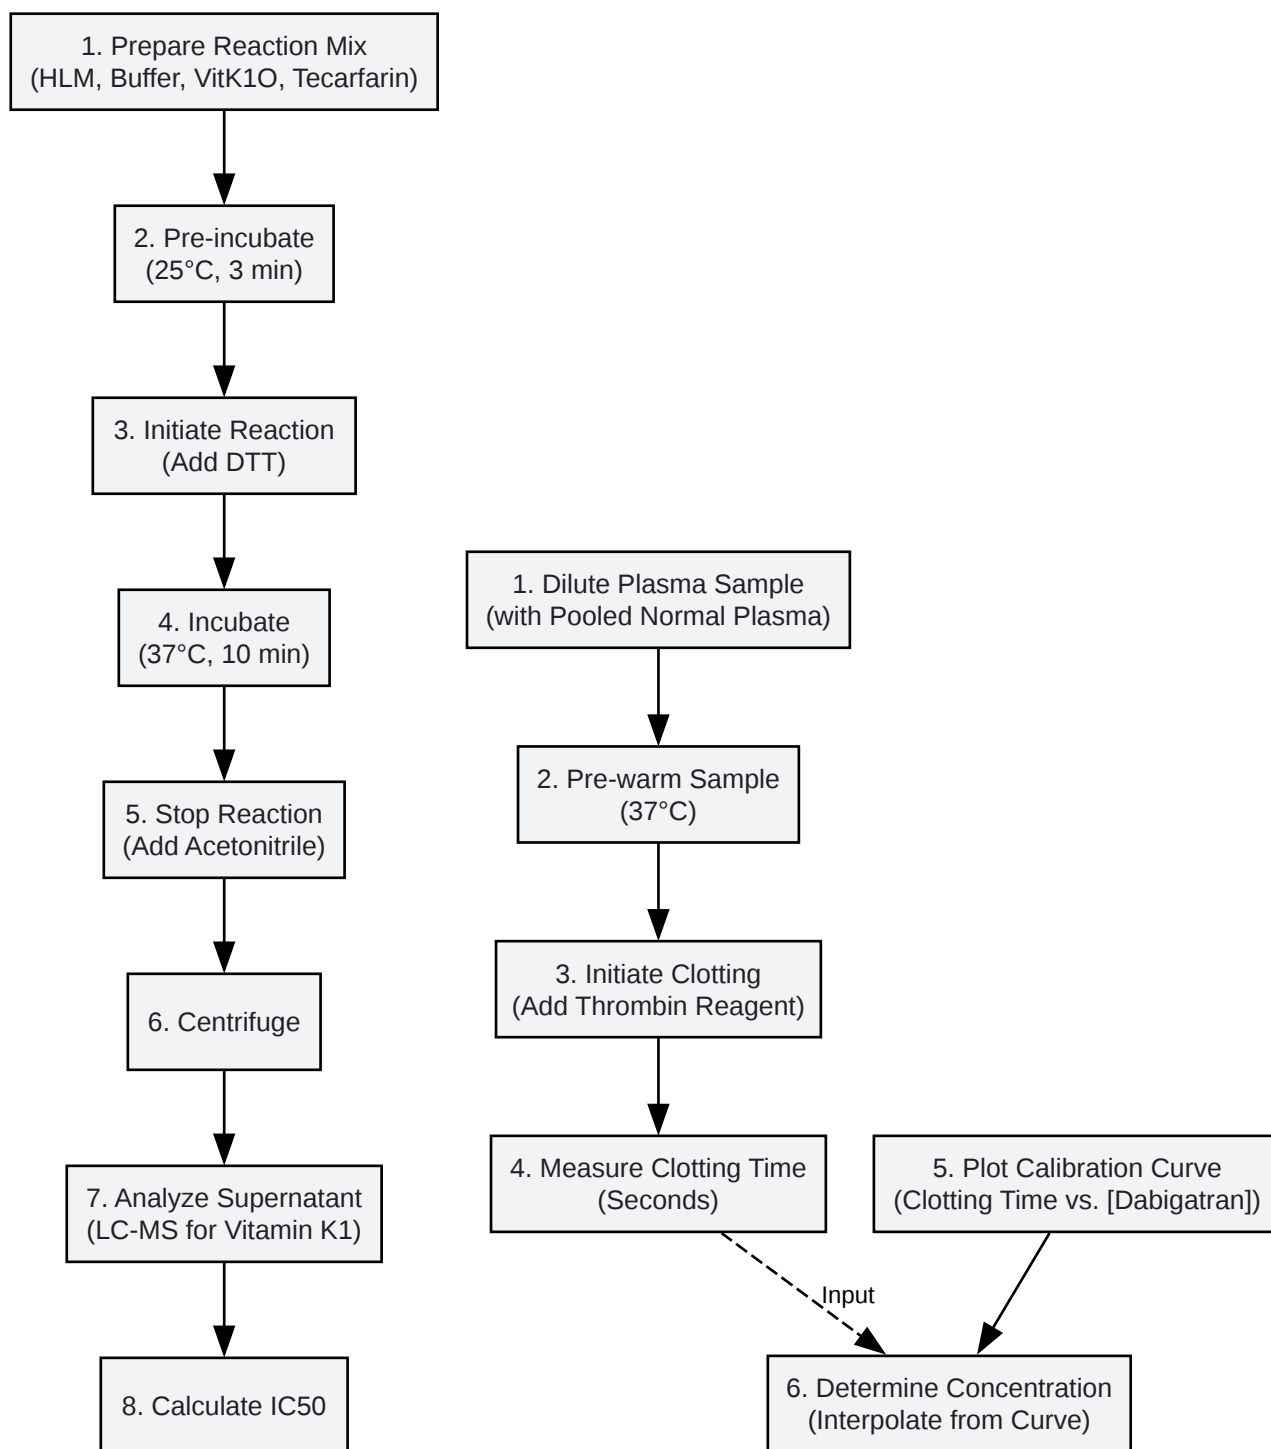 1. Prepare Reaction Mix
(HLM, Buffer, VitK1O, Tecarfarin)
2. Pre-incubate
(25°C, 3 min)
3. Initiate Reaction
(Add DTT)
4. Incubate
(37°C, 10 min)
5. Stop Reaction
(Add Acetonitrile)
6. Centrifuge
7. Analyze Supernatant
(LC-MS for Vitamin K1)
8. Calculate IC50
1. Dilute Plasma Sample
(with Pooled Normal Plasma)
2. Pre-warm Sample
(37°C)
3. Initiate Clotting
(Add Thrombin Reagent)
4. Measure Clotting Time
(Seconds)
5. Plot Calibration Curve
(Clotting Time vs. [Dabigatran])
Input
6. Determine Concentration
(Interpolate from Curve)